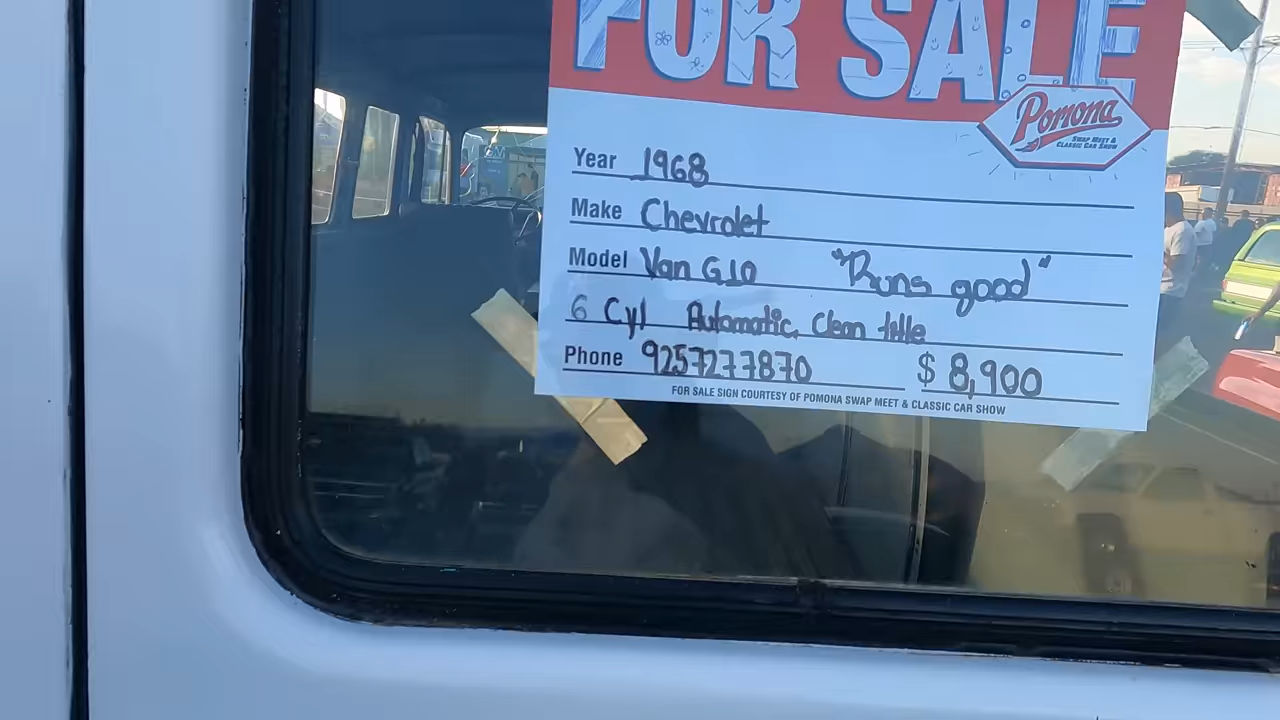 FOR SALE
Pomona
SWAP MEET &
CLASSIC CAR SHOW
Year 1968
Make Chevrolet
Model Van G10 "Runs good"
6 Cyl Automatic, Clean title
Phone 9257277870 $ 8,900
FOR SALE SIGN COURTESY OF POMONA SWAP MEET & CLASSIC CAR SHOW